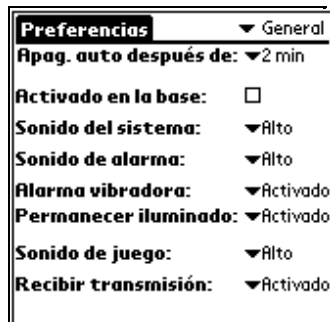 Preferencias General
Apag. auto después de: 2 min
Activado en la base:
Sonido del sistema: Alto
Sonido de alarma: Alto
Alarma vibradora: Activado
Permanecer iluminado: Activado
Sonido de juego: Alto
Recibir transmisión: Activado